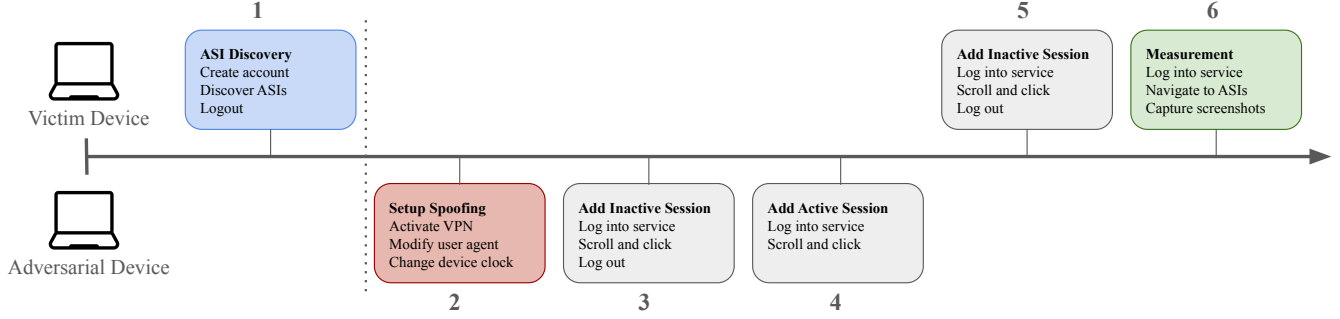 1
ASI Discovery
Create account
Discover ASIs
Logout
Victim Device
5
Add Inactive Session
Log into service
Scroll and click
Log out
6
Measurement
Log into service
Navigate to ASIs
Capture screenshots
Adversarial Device
Setup Spoofing
Activate VPN
Modify user agent
Change device clock
2
Add Inactive Session
Log into service
Scroll and click
Log out
3
Add Active Session
Log into service
Scroll and click
4